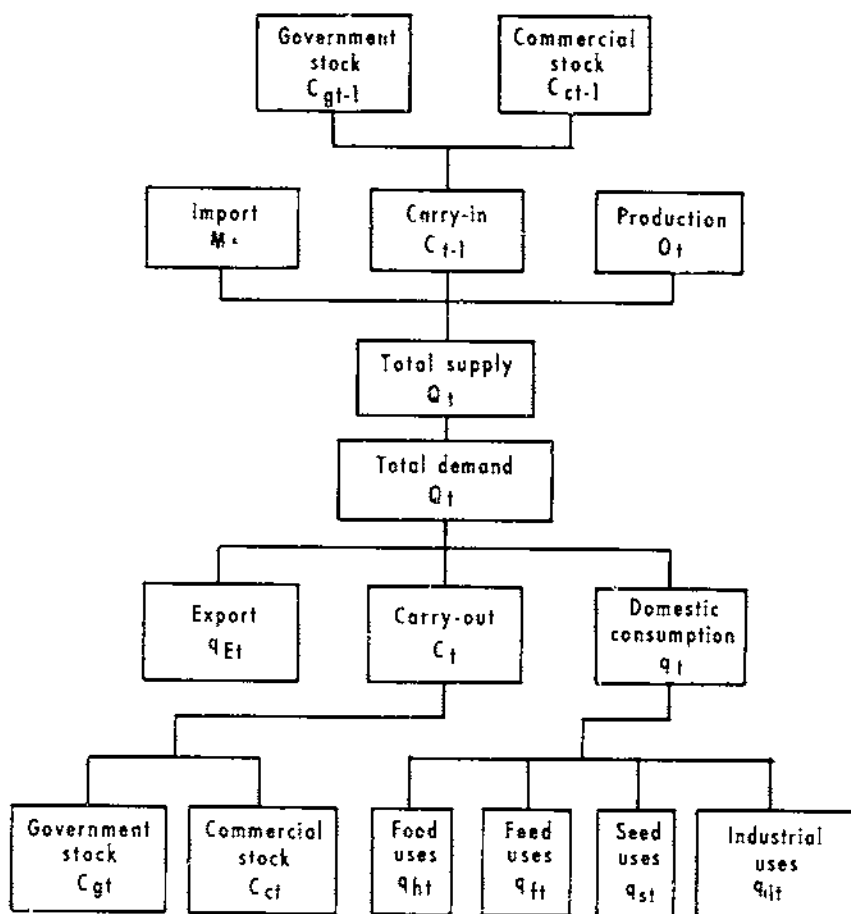 Government
stock
C gt-1
Commercial
stock
C ct-1
Import
M
Carry-in
C t-1
Production
O t
Total supply
Q t
Total demand
Q t
Export
q Et
Carry-out
C t
Domestic
consumption
q t
Government
stock
C gt
Commercial
stock
C ct
Food
uses
q ht
Feed
uses
q ft
Seed
uses
q st
Industrial
uses